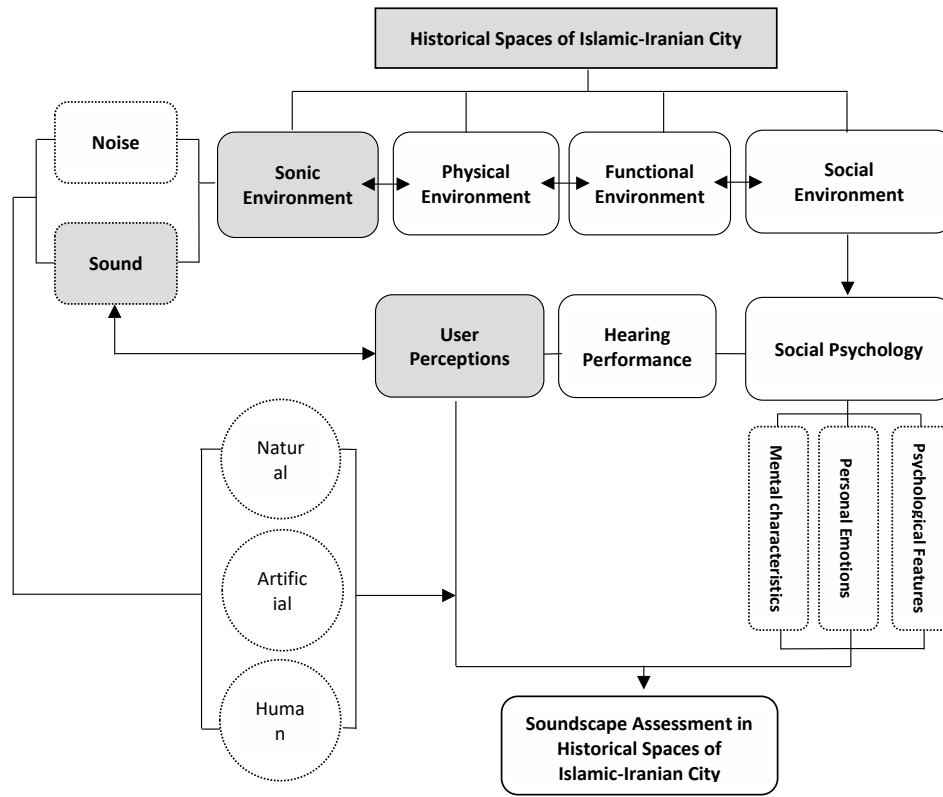 Historical Spaces of Islamic-Iranian City
Noise
Sonic
Environment
Physical
Environment
Functional
Environment
Social
Environment
Sound
User
Perceptions
Hearing
Performance
Social Psychology
Natur
al
Artific
ial
Huma
n
Mental characteristics
Personal Emotions
Psychological Features
Soundscape Assessment in
Historical Spaces of
Islamic-Iranian City